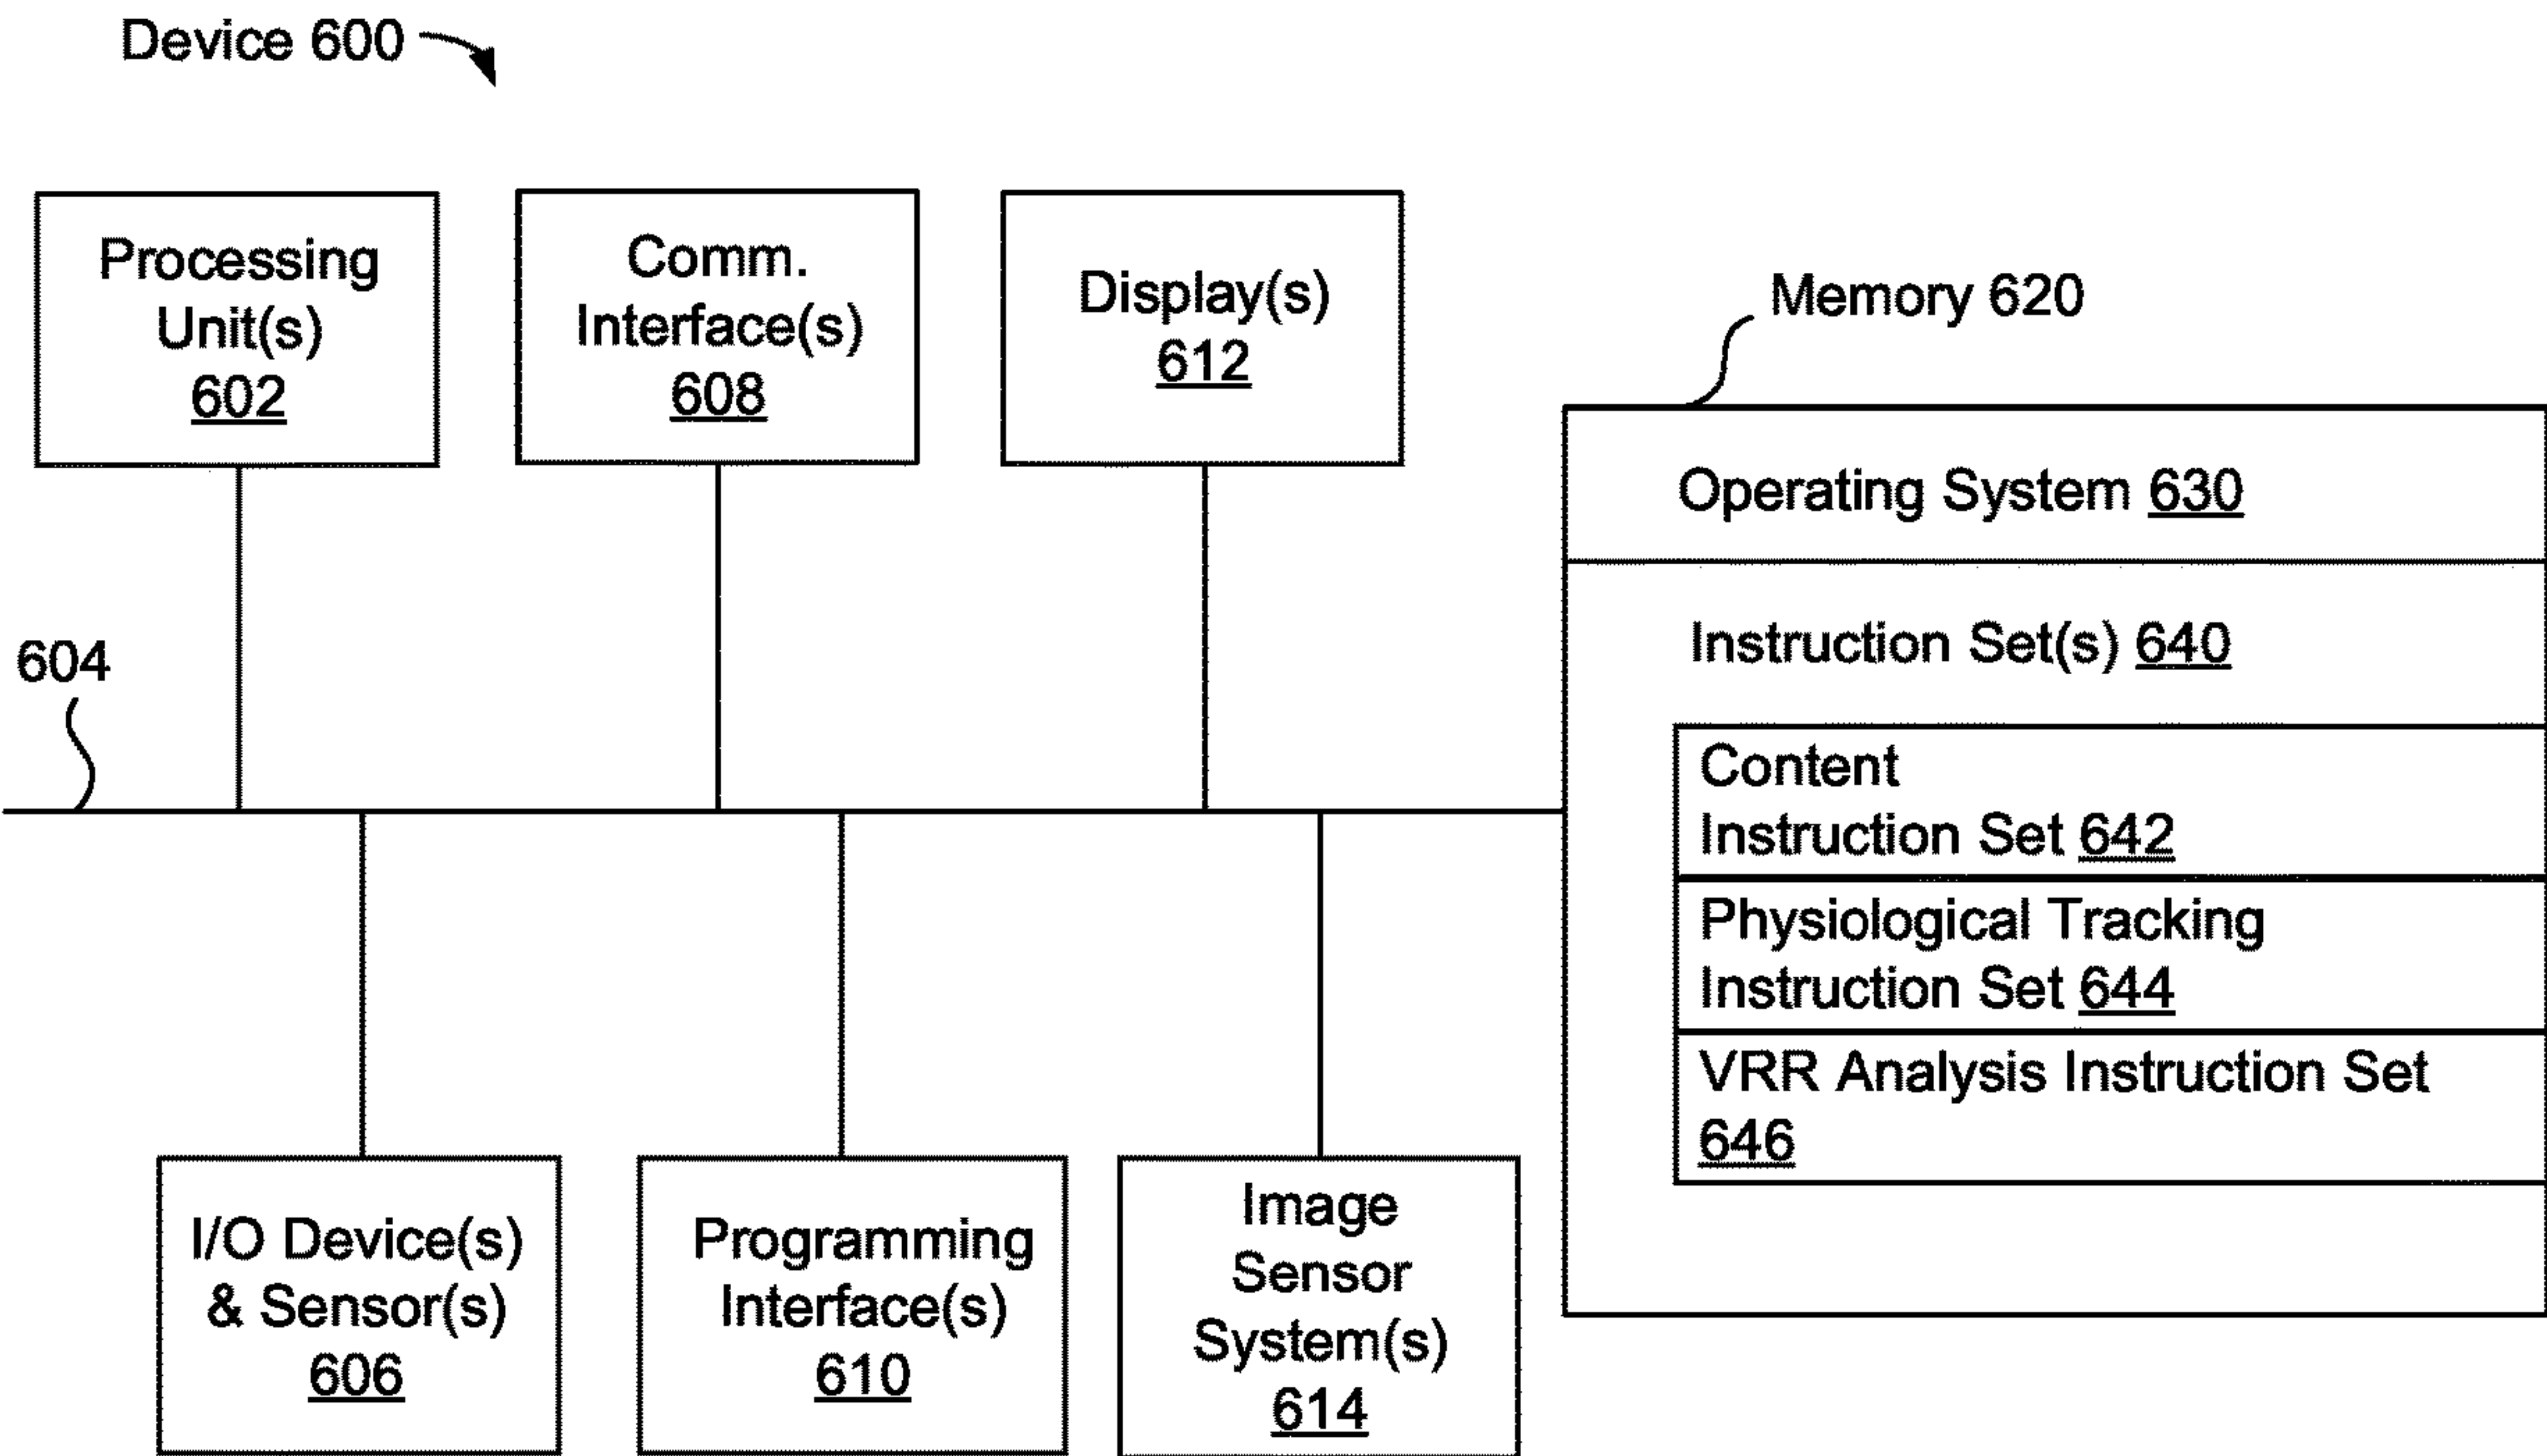 Device 600
Processing
Unit(s)
602
Comm.
Interface(s)
608
Display(s)
612
Memory 620
Operating System 630
Instruction Set(s) 640
Content
Instruction Set 642
Physiological Tracking
Instruction Set 644
VRR Analysis Instruction Set
646
604
I/O Device(s)
& Sensor(s)
606
Programming
Interface(s)
610
Image
Sensor
System(s)
614